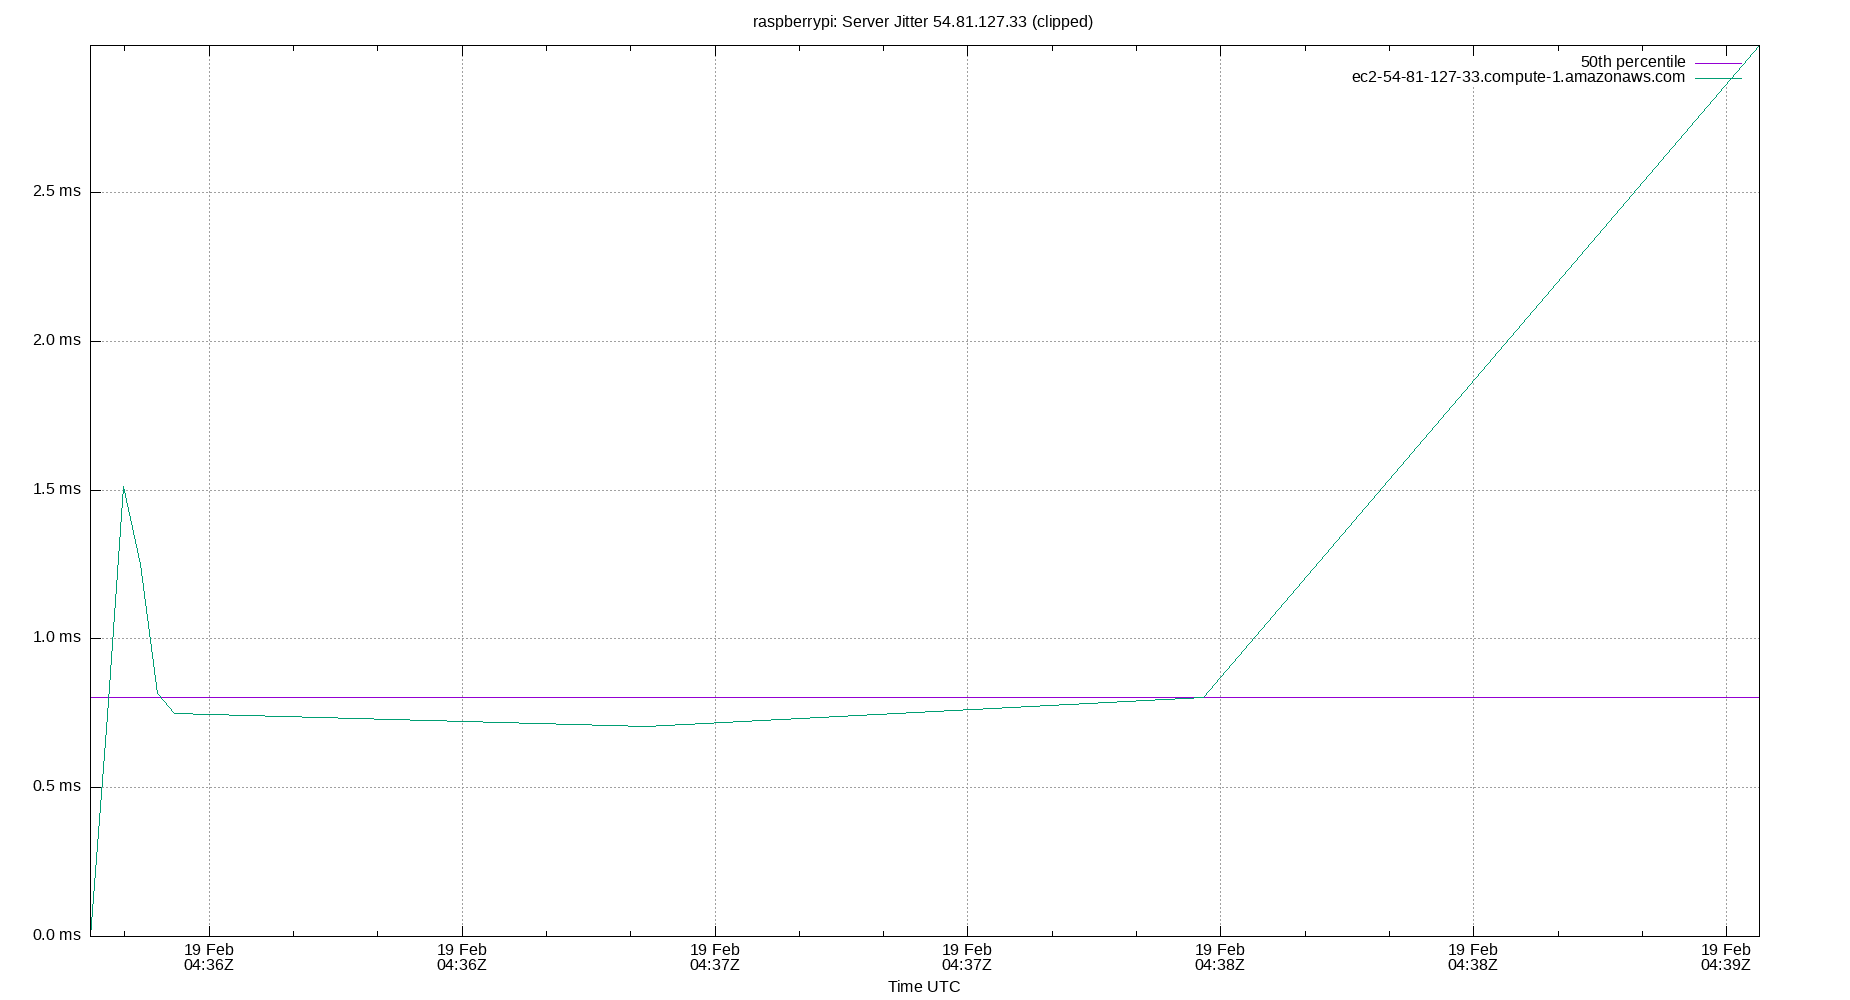 raspberrypi: Server Jitter 54.81.127.33 (clipped)
50th percentile
ec2-54-81-127-33.compute-1.amazonaws.com
2.5 ms
2.0 ms
1.5 ms
1.0 ms
0.5 ms
0.0 ms
19 Feb 19 Feb 19 Feb 19 Feb 19 Feb 19 Feb 19 Feb
04:36Z 04:36Z 04:37Z 04:37Z 04:38Z 04:38Z 04:39Z
Time UTC